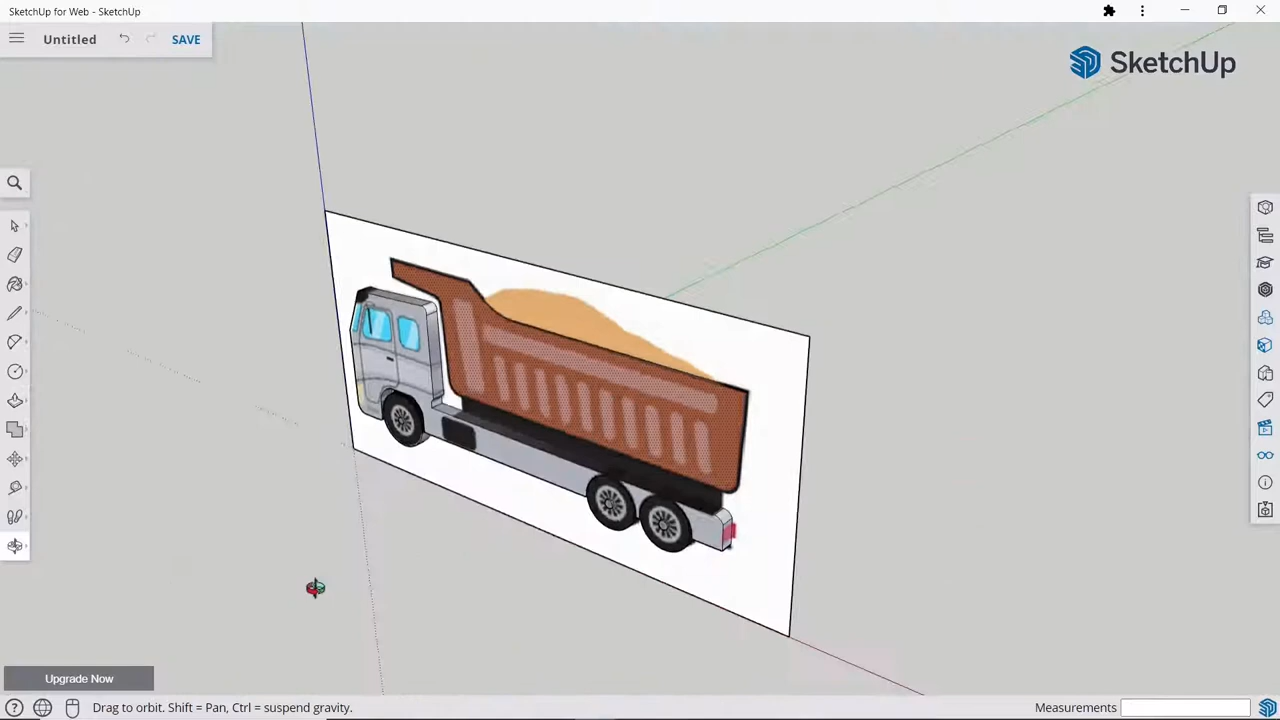 SketchUp for Web - SketchUp
Untitled
SAVE
SketchUp
Upgrade Now
Drag to orbit. Shift = Pan, Ctrl = suspend gravity.
Measurements